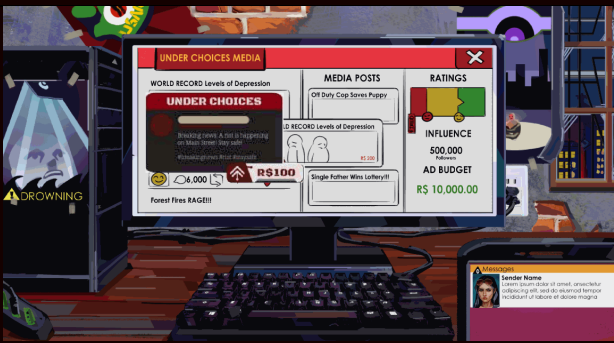 UNDER CHOICES MEDIA
X
WORLD RECORD Levels of Depression
UNDER CHOICES
Breaking news: A riot is happening
on Main Street! Stay safe!
6,000
R$100
Forest Fires RAGE!!!
MEDIA POSTS
Off Duty Cop Saves Puppy
LD RECORD Levels of Depression
R$ 200
Single Father Wins Lottery!!!
RATINGS
INFLUENCE
500,000
Followers
AD BUDGET
R$ 10,000.00
DROWNING
Messages
Sender Name
Lorem ipsum dolor sit amet, consectetur
adipiscing elit, sed do eiusmod tempor
incididunt ut labore et dolore magna